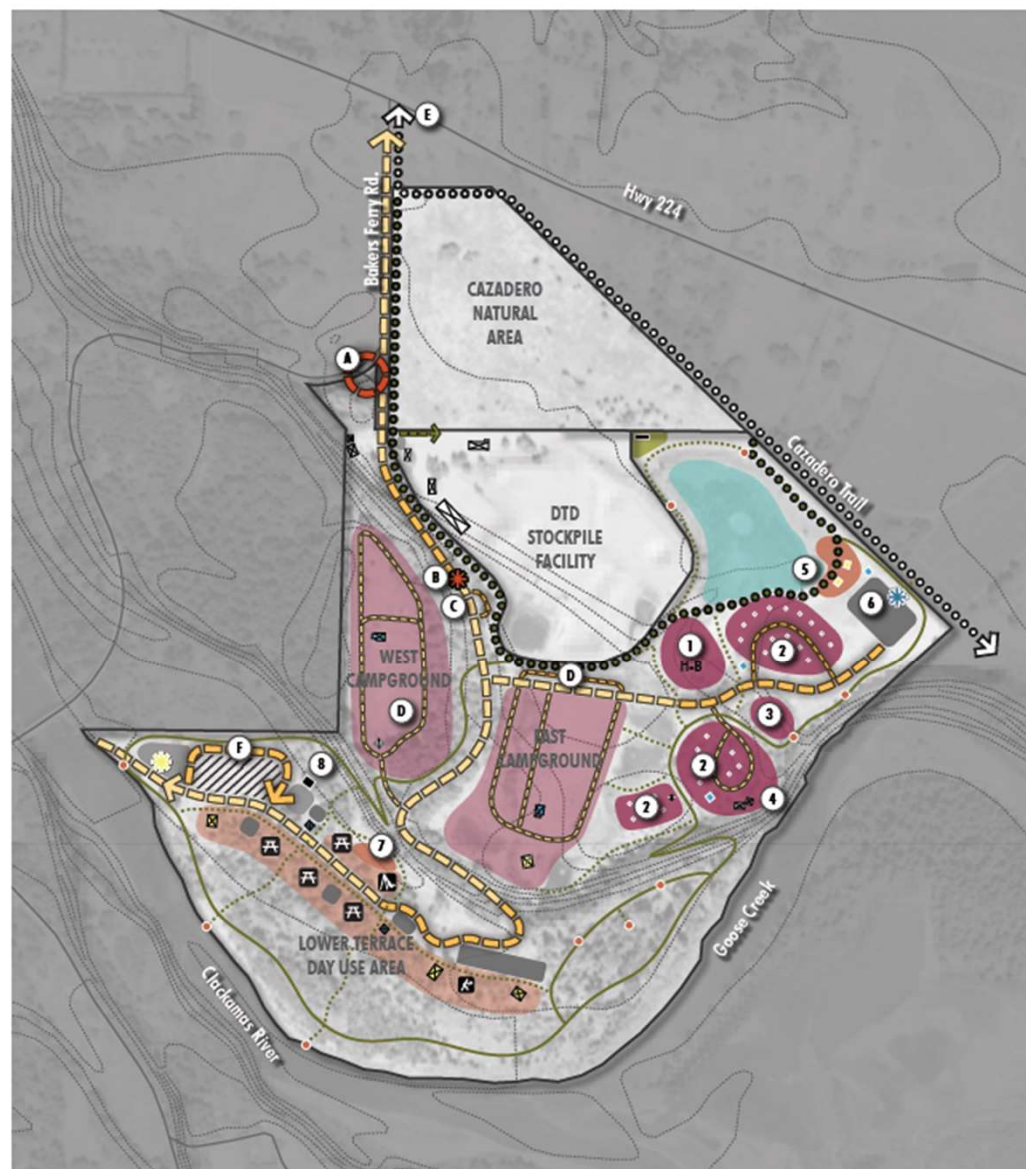 E
Hwy 224
Bakers Ferry Rd.
CAZADERO
NATURAL
AREA
A
Cazadero Trail
DTD
STOCKPILE
FACILITY
B
C
5
6
1
H-B
2
WEST
CAMPGROUND
D
D
EAST
CAMPGROUND
3
2
2
4
F
8
7
LOWER TERRACE
DAY USE AREA
Goose Creek
Clackamas River